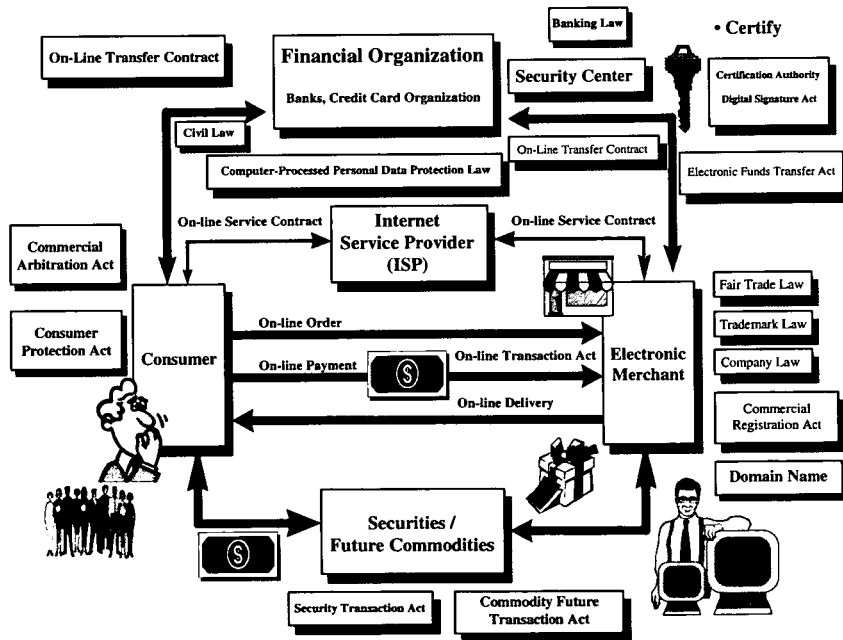 Banking Law
• Certify
On-Line Transfer Contract
Financial Organization
Banks, Credit Card Organization
Security Center
Certification Authority
Digital Signature Act
Civil Law
On-Line Transfer Contract
Computer-Processed Personal Data Protection Law
Electronic Funds Transfer Act
On-line Service Contract
Internet
Service Provider
(ISP)
On-line Service Contract
Commercial
Arbitration Act
Consumer
Protection Act
Fair Trade Law
Trademark Law
Company Law
Commercial
Registration Act
Domain Name
Consumer
On-line Order
On-line Payment
$
On-line Transaction Act
On-line Delivery
Electronic
Merchant
$
Securities /
Future Commodities
Security Transaction Act
Commodity Future
Transaction Act